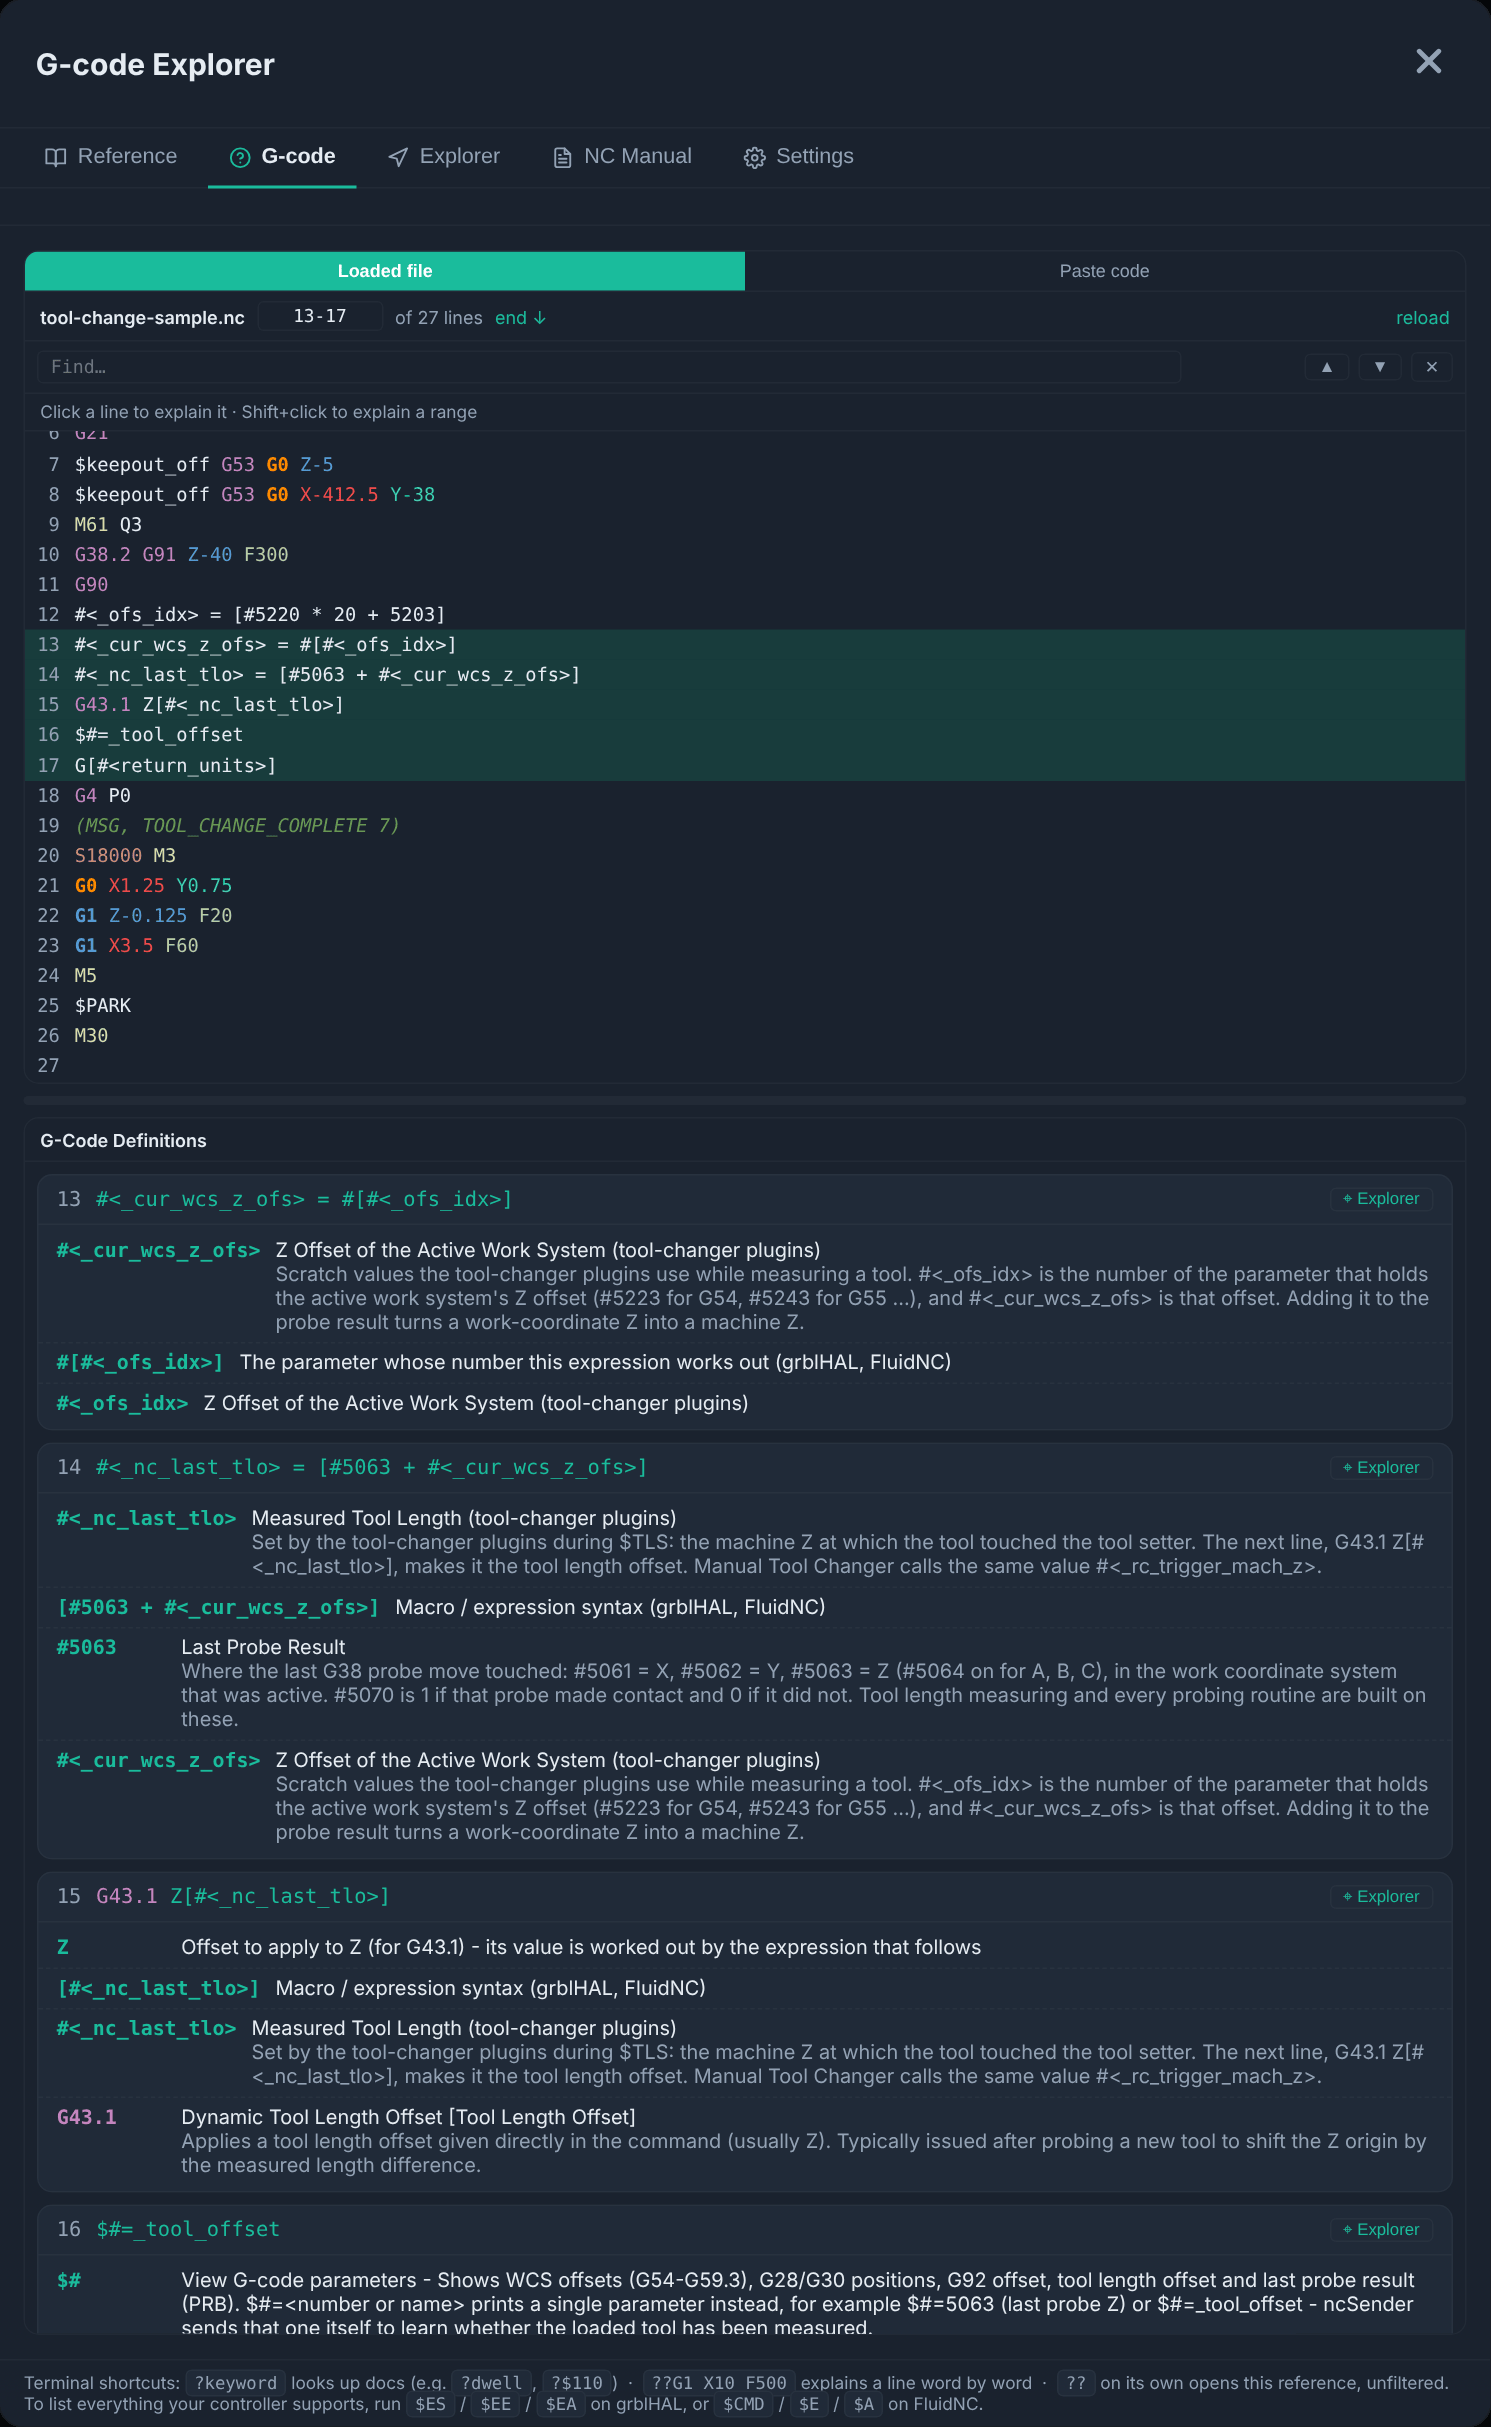 G-code Explorer
Reference G-code Explorer NC Manual Settings
Loaded file Paste code
tool-change-sample.nc 13-17 of 27 lines end ↓ reload
Find… ▲ ▼ ✕
Click a line to explain it · Shift+click to explain a range
6 G21
7 $keepout_off G53 G0 Z-5
8 $keepout_off G53 G0 X-412.5 Y-38
9 M61 Q3
10 G38.2 G91 Z-40 F300
11 G90
12 #<_ofs_idx> = [#5220 * 20 + 5203]
13 #<_cur_wcs_z_ofs> = #[#<_ofs_idx>]
14 #<_nc_last_tlo> = [#5063 + #<_cur_wcs_z_ofs>]
15 G43.1 Z[#<_nc_last_tlo>]
16 $#=_tool_offset
17 G[#<return_units>]
18 G4 P0
19 (MSG, TOOL_CHANGE_COMPLETE 7)
20 S18000 M3
21 G0 X1.25 Y0.75
22 G1 Z-0.125 F20
23 G1 X3.5 F60
24 M5
25 $PARK
26 M30
27
G-Code Definitions
13 #<_cur_wcs_z_ofs> = #[#<_ofs_idx>] ⌖ Explorer
#<_cur_wcs_z_ofs> Z Offset of the Active Work System (tool-changer plugins)
Scratch values the tool-changer plugins use while measuring a tool. #<_ofs_idx> is the number of the parameter that holds
the active work system's Z offset (#5223 for G54, #5243 for G55 ...), and #<_cur_wcs_z_ofs> is that offset. Adding it to the
probe result turns a work-coordinate Z into a machine Z.
#[#<_ofs_idx>] The parameter whose number this expression works out (grblHAL, FluidNC)
#<_ofs_idx> Z Offset of the Active Work System (tool-changer plugins)
14 #<_nc_last_tlo> = [#5063 + #<_cur_wcs_z_ofs>] ⌖ Explorer
#<_nc_last_tlo> Measured Tool Length (tool-changer plugins)
Set by the tool-changer plugins during $TLS: the machine Z at which the tool touched the tool setter. The next line, G43.1 Z[#
<_nc_last_tlo>], makes it the tool length offset. Manual Tool Changer calls the same value #<_rc_trigger_mach_z>.
[#5063 + #<_cur_wcs_z_ofs>] Macro / expression syntax (grblHAL, FluidNC)
#5063 Last Probe Result
Where the last G38 probe move touched: #5061 = X, #5062 = Y, #5063 = Z (#5064 on for A, B, C), in the work coordinate system
that was active. #5070 is 1 if that probe made contact and 0 if it did not. Tool length measuring and every probing routine are built on
these.
#<_cur_wcs_z_ofs> Z Offset of the Active Work System (tool-changer plugins)
Scratch values the tool-changer plugins use while measuring a tool. #<_ofs_idx> is the number of the parameter that holds
the active work system's Z offset (#5223 for G54, #5243 for G55 ...), and #<_cur_wcs_z_ofs> is that offset. Adding it to the
probe result turns a work-coordinate Z into a machine Z.
15 G43.1 Z[#<_nc_last_tlo>] ⌖ Explorer
Z Offset to apply to Z (for G43.1) - its value is worked out by the expression that follows
[#<_nc_last_tlo>] Macro / expression syntax (grblHAL, FluidNC)
#<_nc_last_tlo> Measured Tool Length (tool-changer plugins)
Set by the tool-changer plugins during $TLS: the machine Z at which the tool touched the tool setter. The next line, G43.1 Z[#
<_nc_last_tlo>], makes it the tool length offset. Manual Tool Changer calls the same value #<_rc_trigger_mach_z>.
G43.1 Dynamic Tool Length Offset [Tool Length Offset]
Applies a tool length offset given directly in the command (usually Z). Typically issued after probing a new tool to shift the Z origin by
the measured length difference.
16 $#=_tool_offset ⌖ Explorer
$# View G-code parameters - Shows WCS offsets (G54-G59.3), G28/G30 positions, G92 offset, tool length offset and last probe result
(PRB). $#=<number or name> prints a single parameter instead, for example $#=5063 (last probe Z) or $#=_tool_offset - ncSender
sends that one itself to learn whether the loaded tool has been measured.
Terminal shortcuts: ?keyword looks up docs (e.g. ?dwell, ?$110) · ??G1 X10 F500 explains a line word by word · ?? on its own opens this reference, unfiltered.
To list everything your controller supports, run $ES / $EE / $EA on grblHAL, or $CMD / $E / $A on FluidNC.